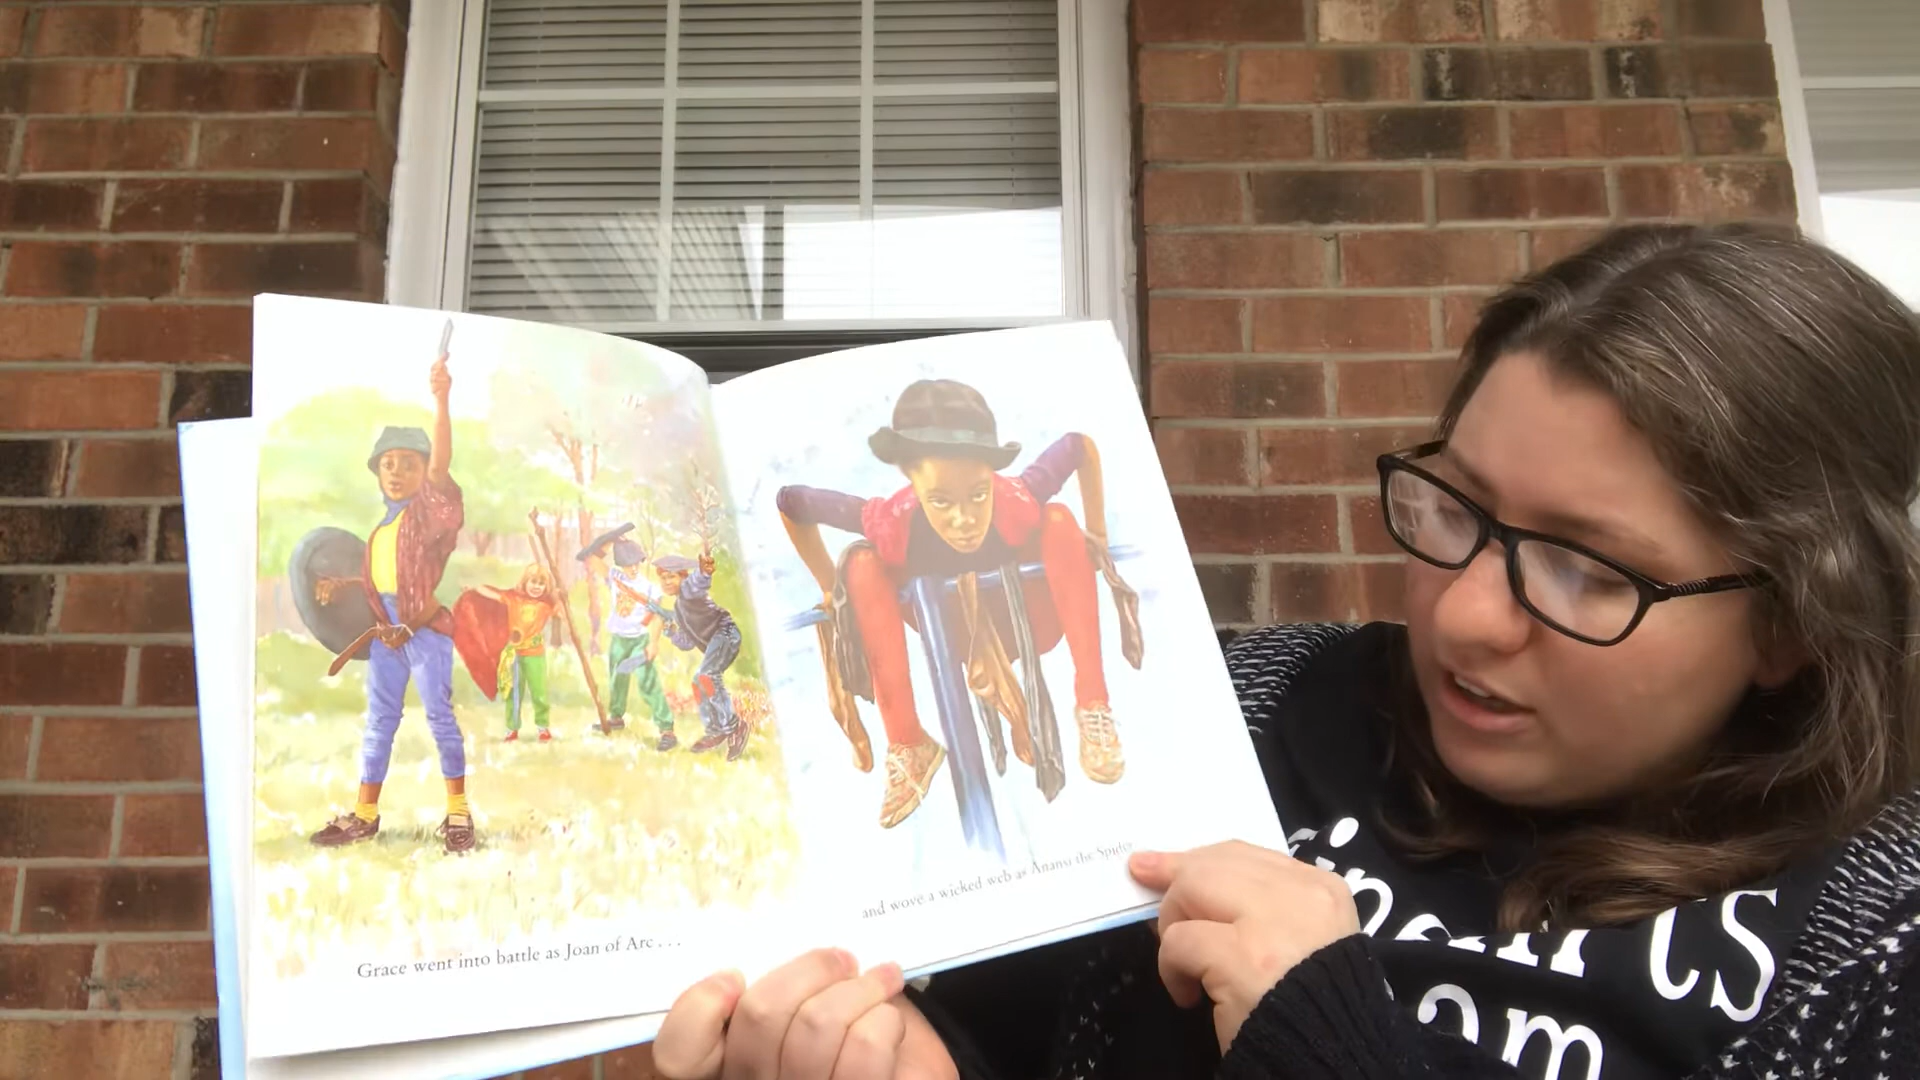 Grace went into battle as Joan of Arc . . .
and wove a wicked web as Anansi the Spider